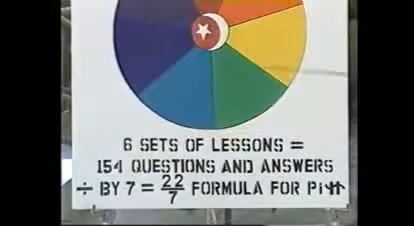 6 SETS OF LESSONS =
154 QUESTIONS AND ANSWERS
÷ BY 7 = 22/7 FORMULA FOR Pi π